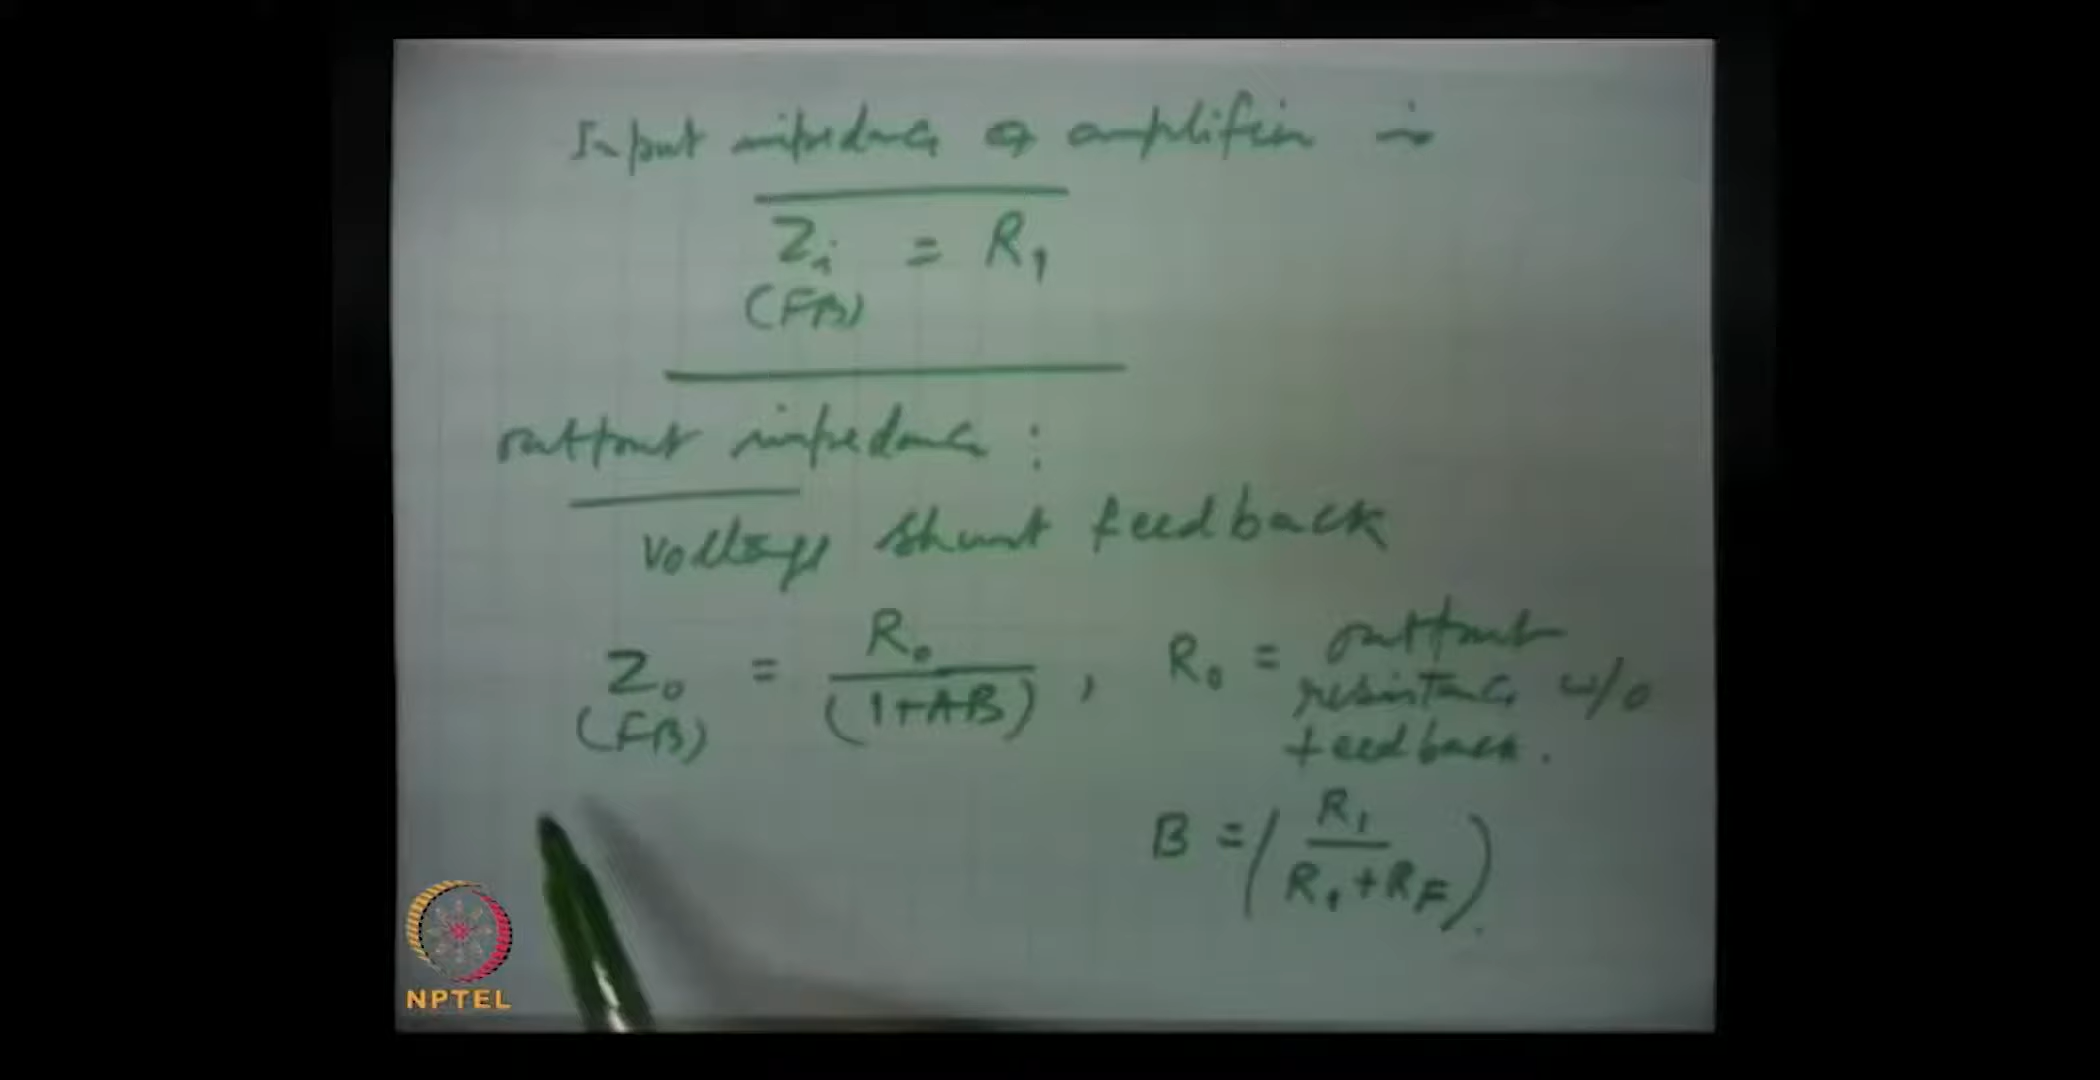 Input impedance of amplifier is
Zi = R1
(FB)
output impedance :
voltage shunt feedback
Zo = Ro / (1+AB) , Ro = output resistance w/o feedback.
(FB)
B = ( R1 / R1 + RF ).
NPTEL